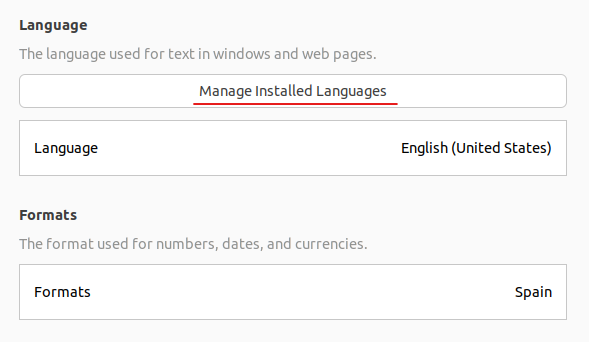 Language
The language used for text in windows and web pages.
Manage Installed Languages
Language English (United States)
Formats
The format used for numbers, dates, and currencies.
Formats Spain